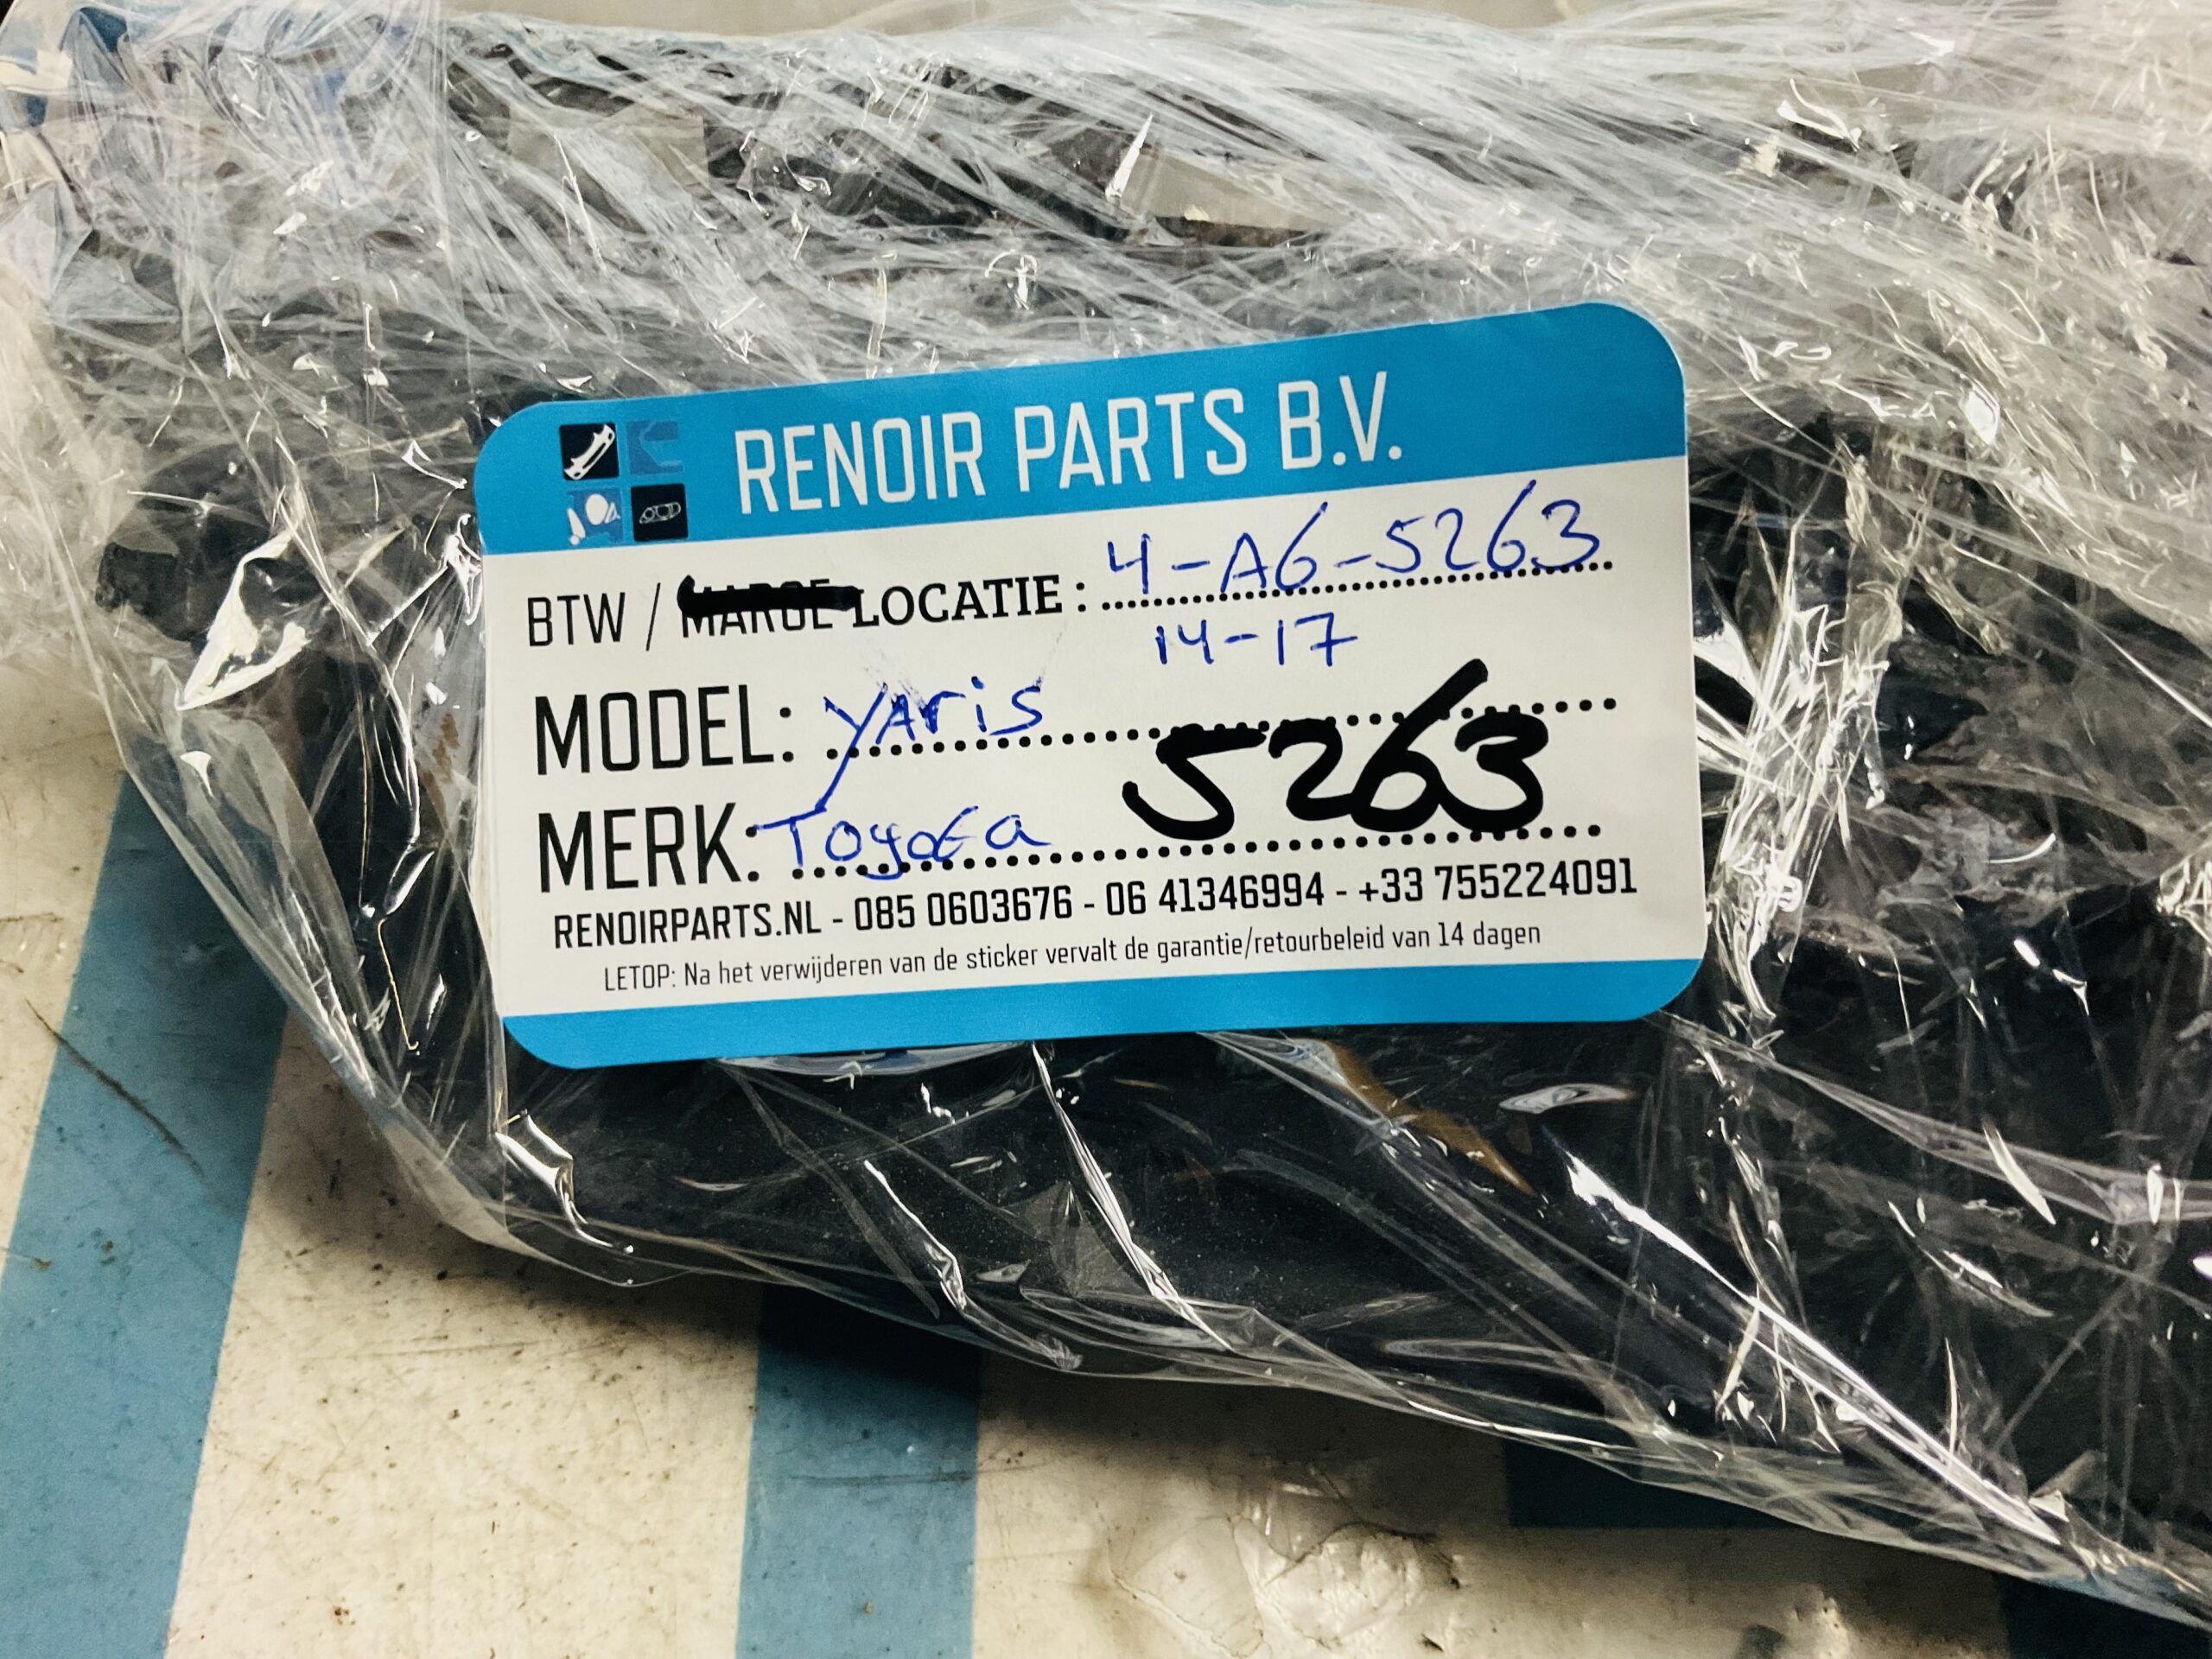 RENOIR PARTS B.V.
BTW / MARGE LOCATIE : 4-A6-5263
14-17
MODEL: Yaris
5263
MERK: Toyota
RENOIRPARTS.NL - 085 0603676 - 06 41346994 - +33 755224091
LETOP: Na het verwijderen van de sticker vervalt de garantie/retourbeleid van 14 dagen